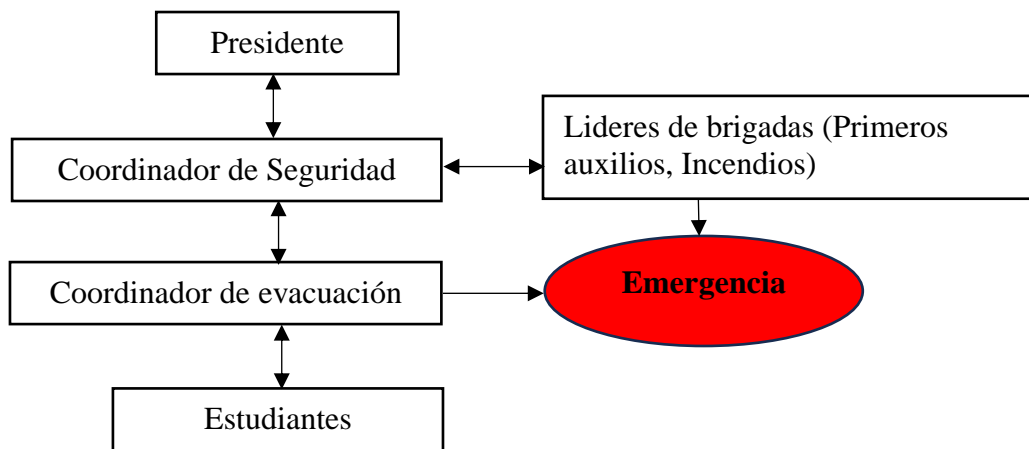 Presidente
Lideres de brigadas (Primeros
auxilios, Incendios)
Coordinador de Seguridad
Coordinador de evacuación
Emergencia
Estudiantes